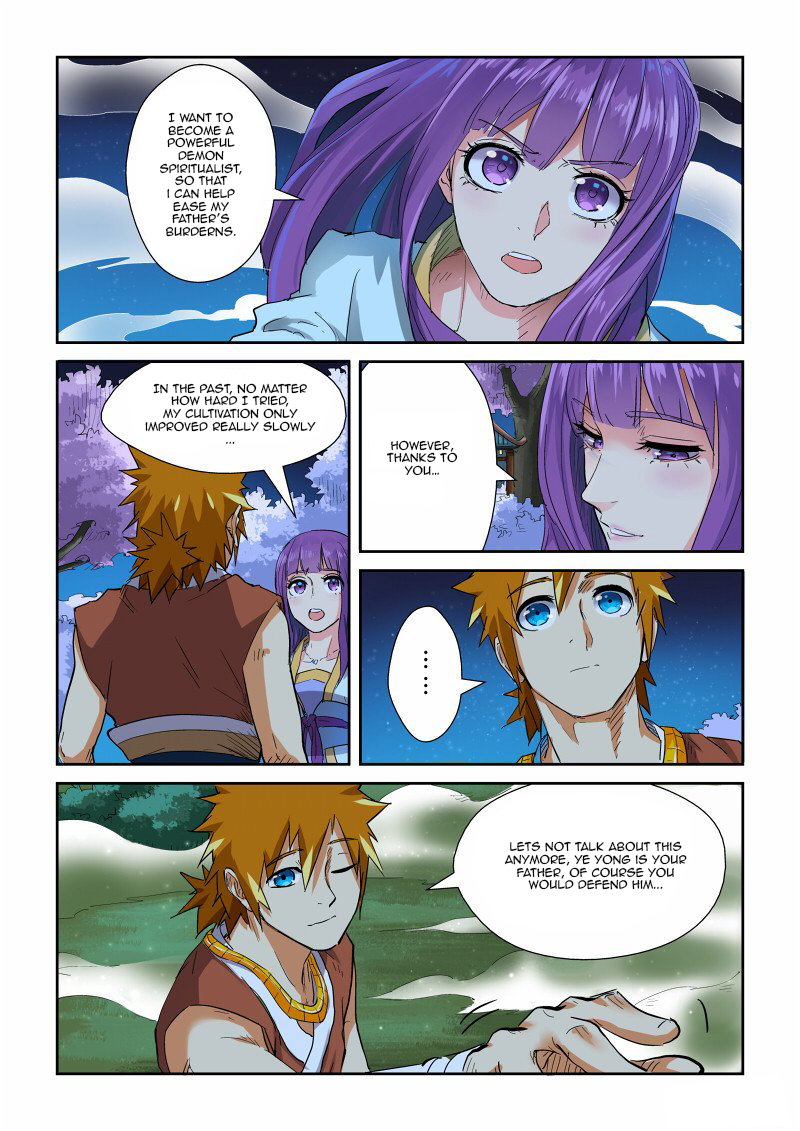 I WANT TO
BECOME A
POWERFUL
DEMON
SPIRITUALIST,
SO THAT
I CAN HELP
EASE MY
FATHER'S
BURDERNS.
IN THE PAST, NO MATTER
HOW HARD I TRIED,
MY CULTIVATION ONLY
IMPROVED REALLY SLOWLY
...
HOWEVER,
THANKS TO
YOU...
......
LETS NOT TALK ABOUT THIS
ANYMORE, YE YONG IS YOUR
FATHER, OF COURSE YOU
WOULD DEFEND HIM...